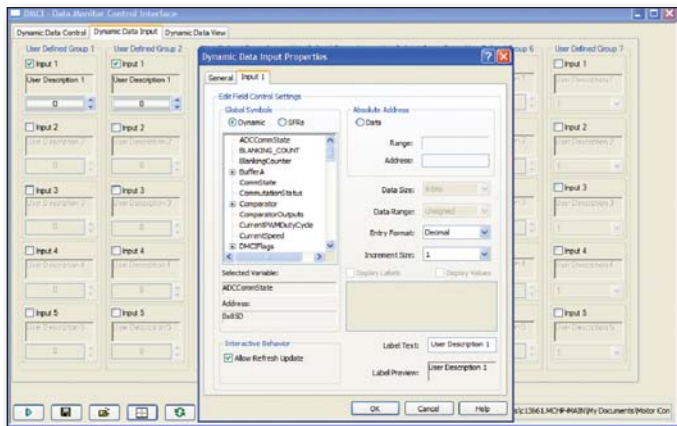 DMCI - Data Monitor Control Interface
Dynamic Data Control
Dynamic Data Input
Dynamic Data View
User Defined Group 1
User Defined Group 2
Group 6
User Defined Group 7
Input 1
Input 1
Input 1
User Description 1
User Description 1
0
0
Input 2
Input 2
Input 2
Input 3
Input 3
Input 3
Input 4
Input 4
Input 4
Input 5
Input 5
Input 5
Dynamic Data Input Properties
General
Input 1
Edit Field Control Settings
Global Symbols
Dynamic
SFRs
ADCCommState
BLANKING_COUNT
BlankingCounter
BufferA
CommState
CommutationStatus
Comparator
ComparatorOutputs
CurrentPWMDutyCycle
CurrentSpeed
DMCIFlags
Selected Variable:
ADCCommState
Address:
0x85D
Interactive Behavior
Allow Refresh Update
Absolute Address
Data
Range:
Address:
Data Size:
Data Range:
Unsigned
Entry Format:
Decimal
Increment Size:
1
Display Labels
Display Values
Label Text:
User Description 1
Label Preview:
User Description 1
OK
Cancel
Help
s\c13661.MCHP-MAIN\My Documents\Motor Con